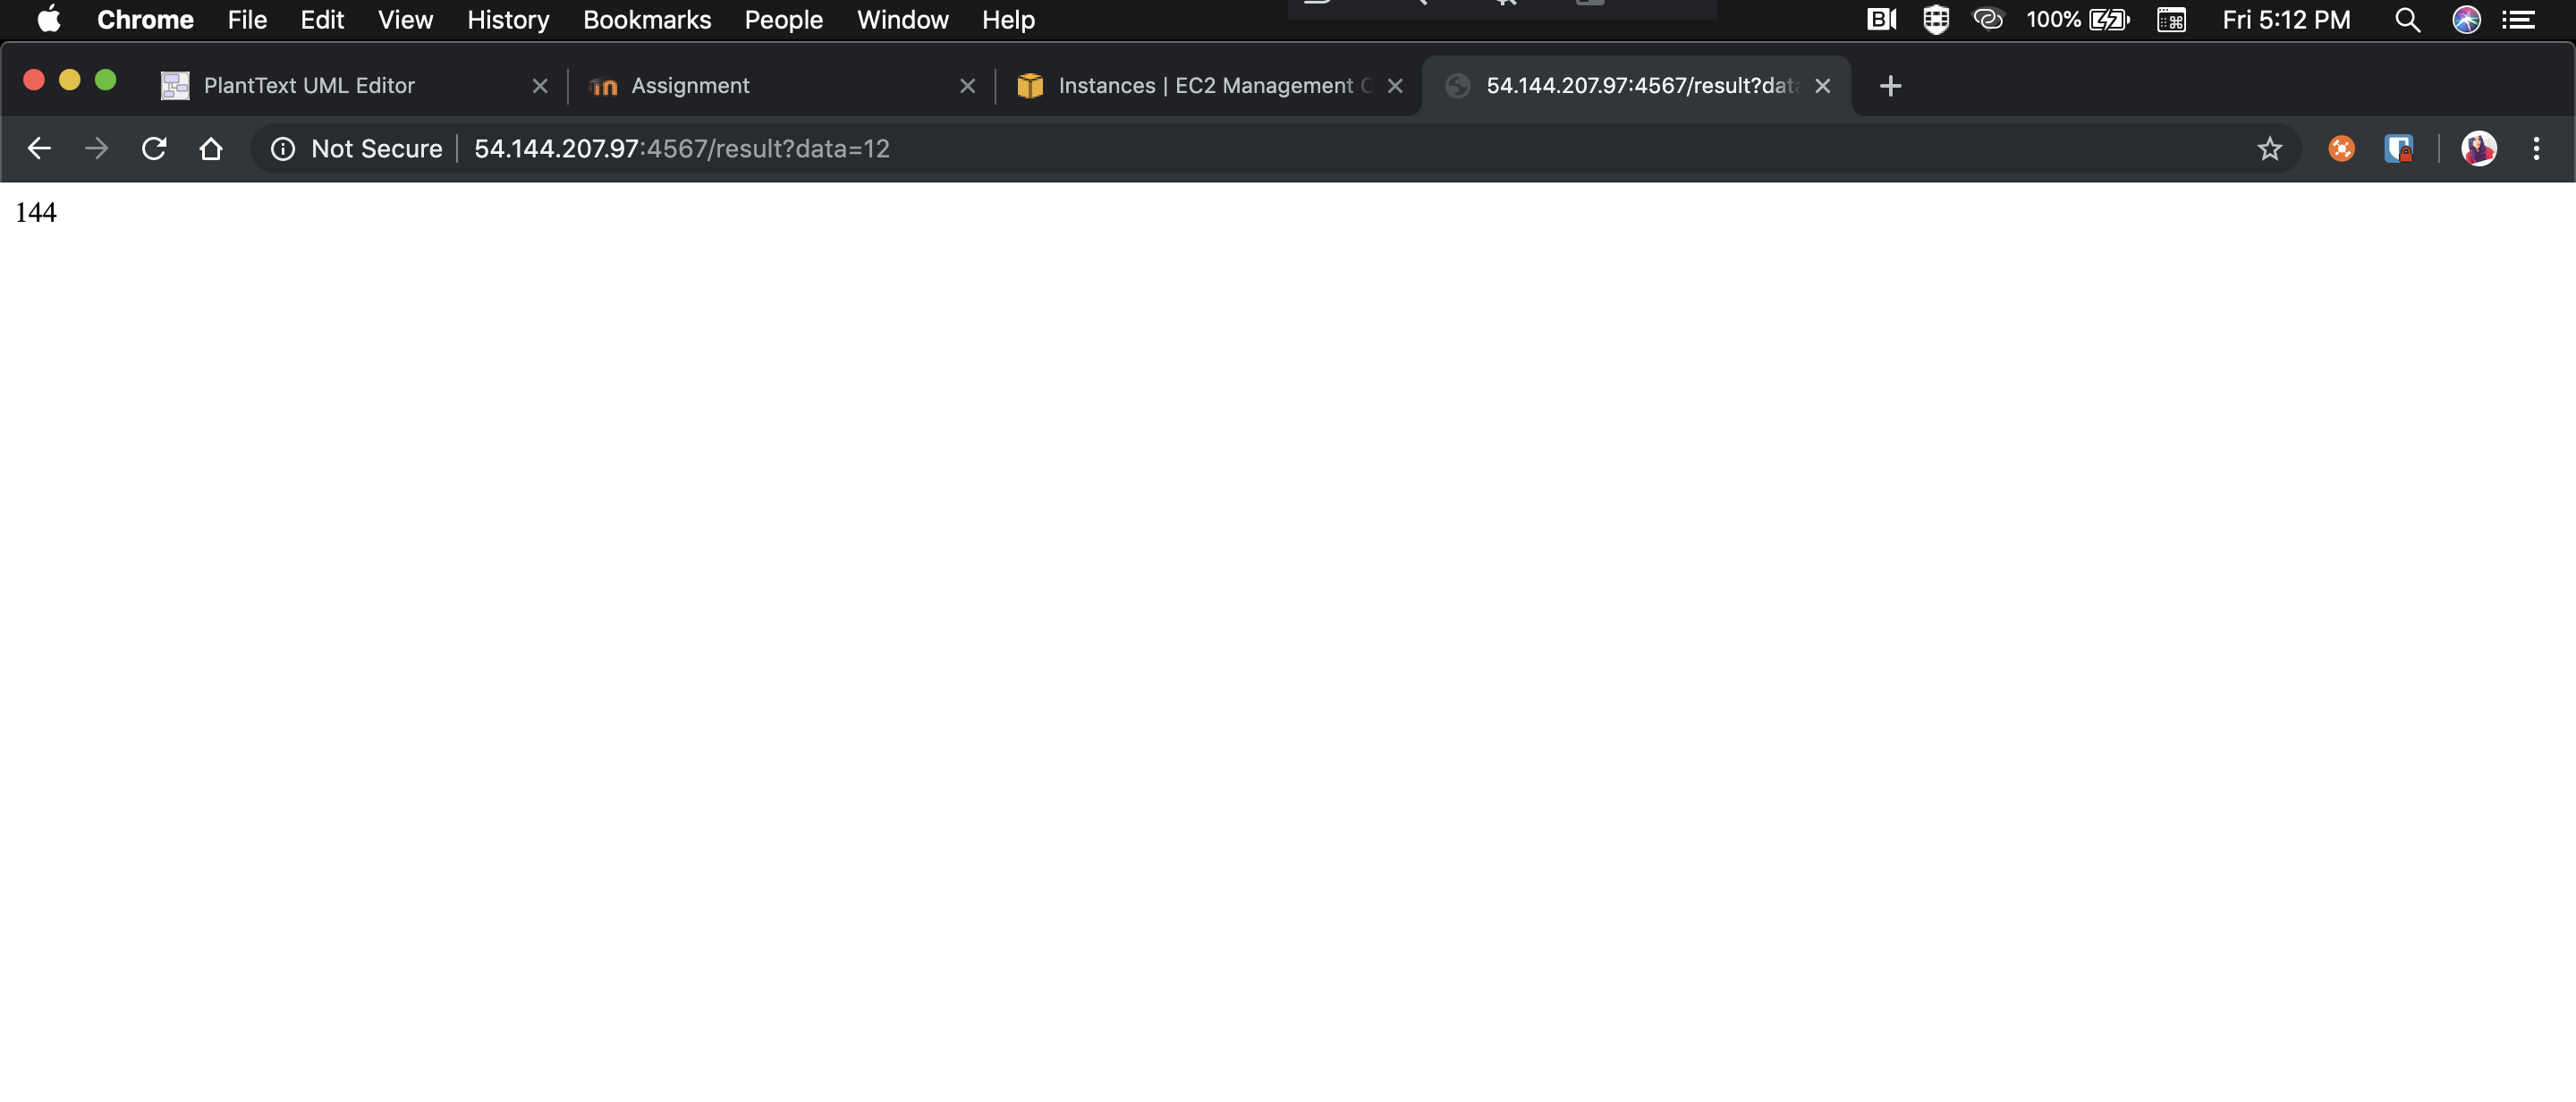 Chrome File Edit View History Bookmarks People Window Help 100% Fri 5:12 PM
PlantText UML Editor Assignment Instances | EC2 Management C 54.144.207.97:4567/result?dat
Not Secure 54.144.207.97:4567/result?data=12
144